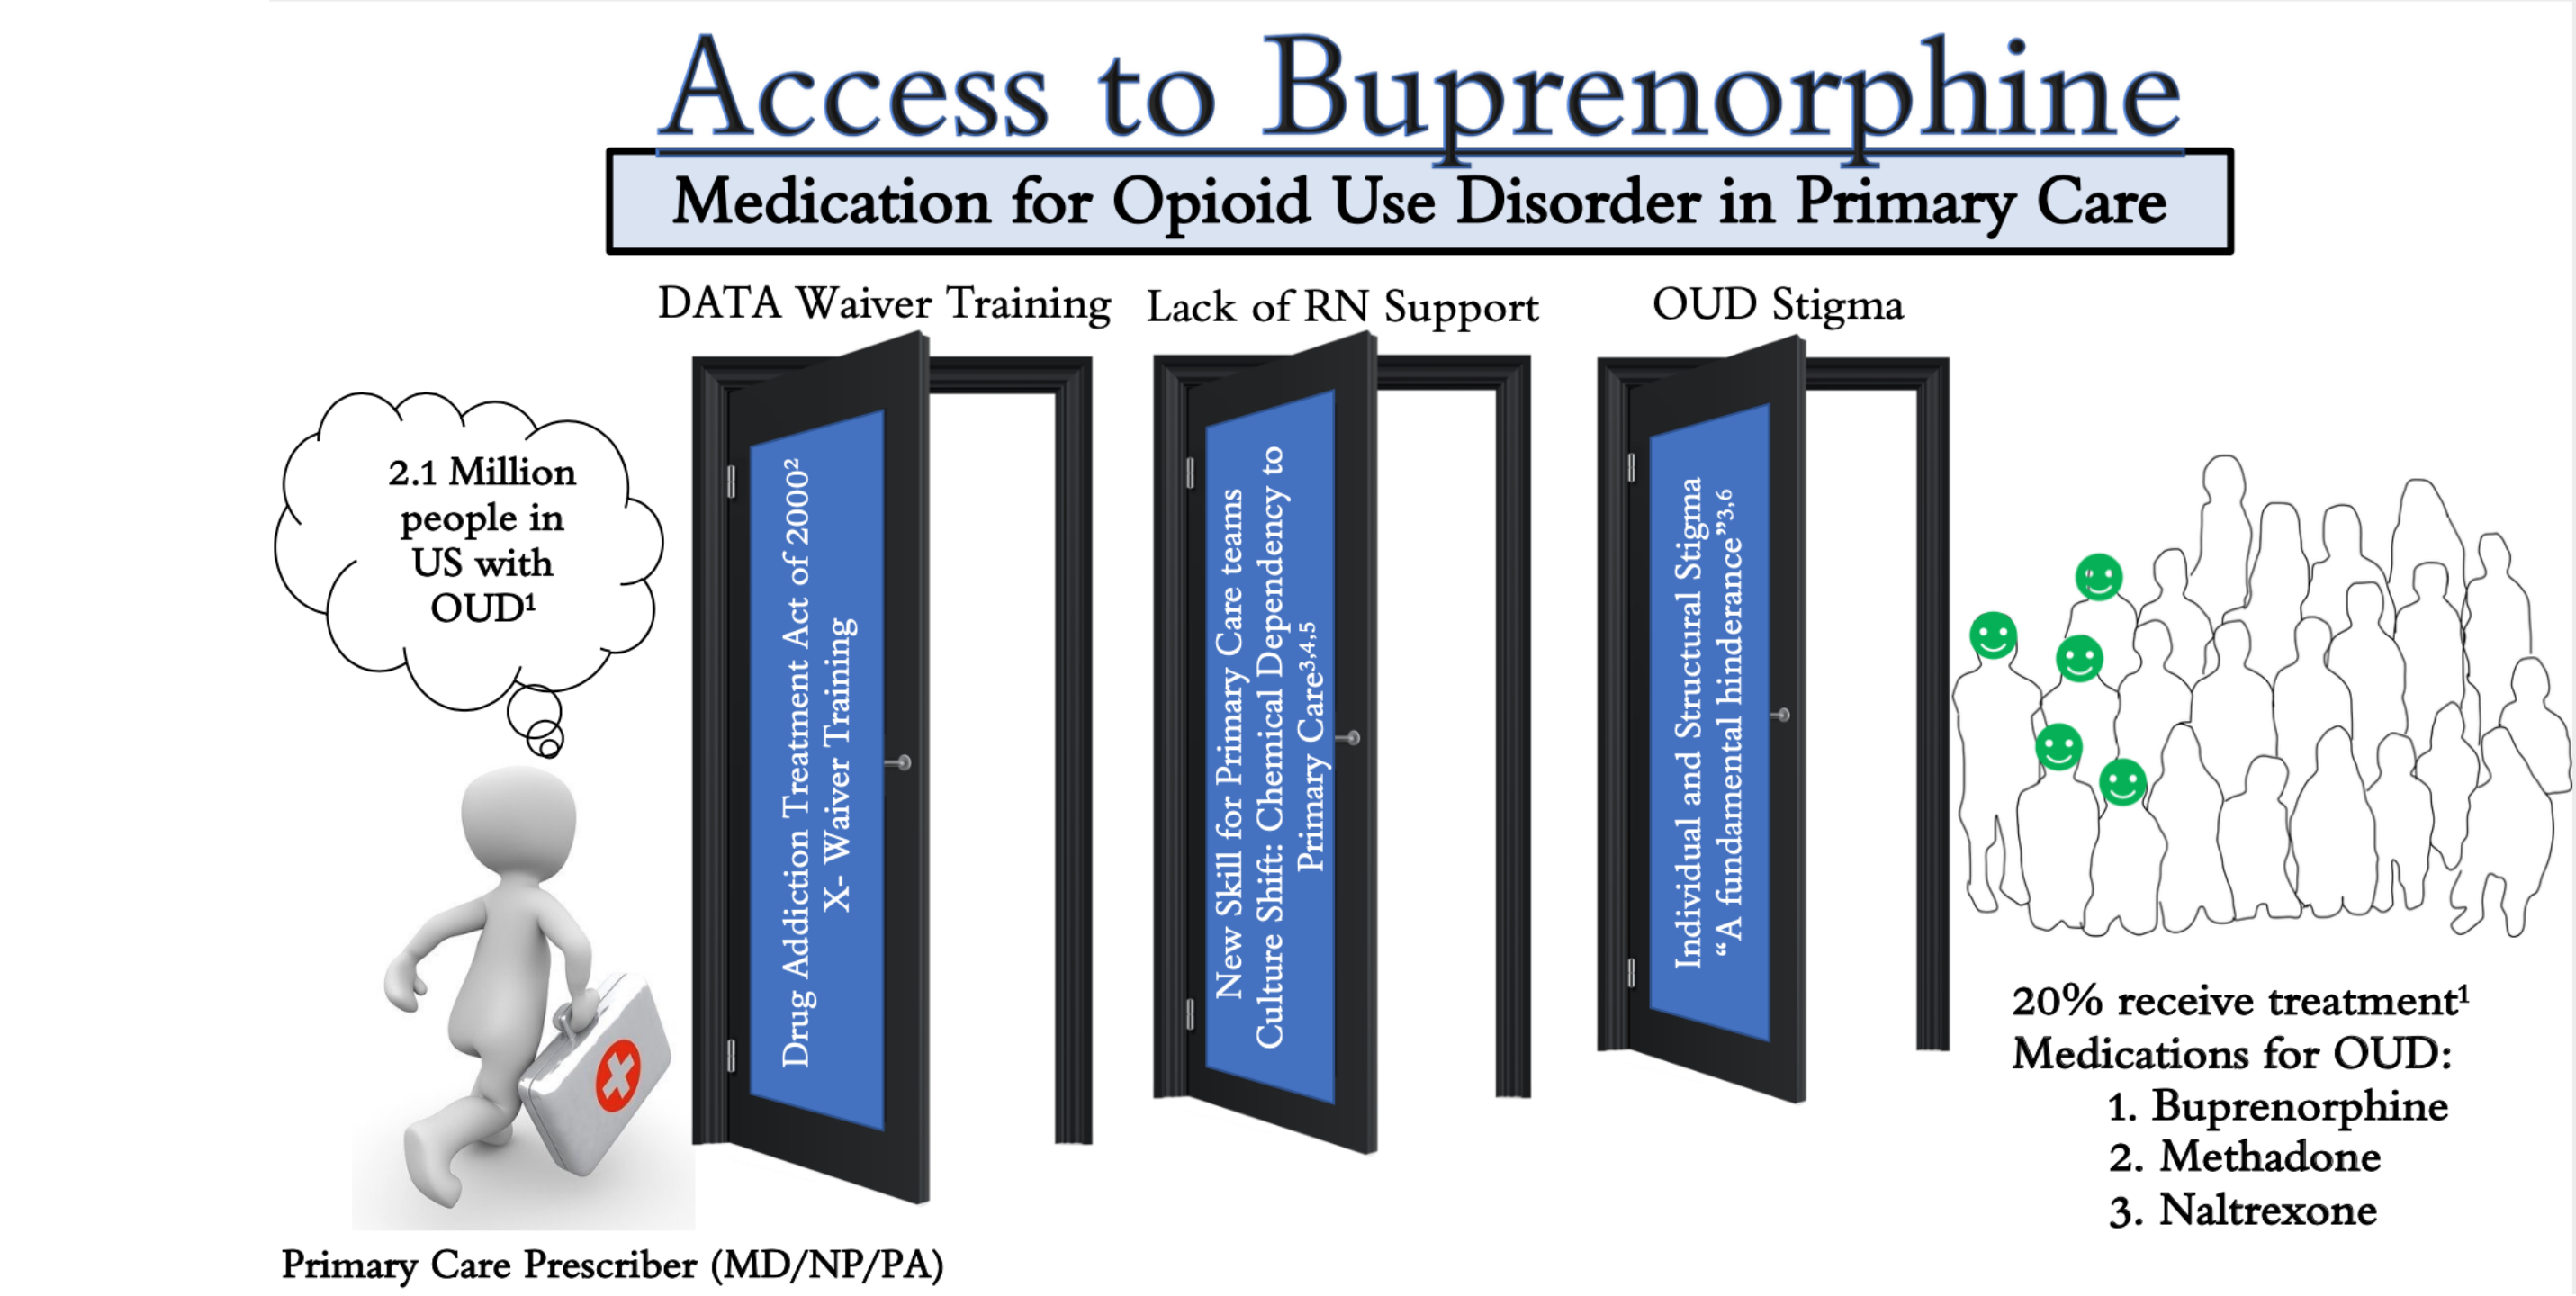 Access to Buprenorphine
Medication for Opioid Use Disorder in Primary Care
DATA Waiver Training
Lack of RN Support
OUD Stigma
2.1 Million
people in
US with
OUD¹
Drug Addiction Treatment Act of 2000²
X- Waiver Training
New Skill for Primary Care teams
Culture Shift: Chemical Dependency to
Primary Care³,⁴,⁵
Individual and Structural Stigma
“A fundamental hinderance”³,⁶
20% receive treatment¹
Medications for OUD:
1. Buprenorphine
2. Methadone
3. Naltrexone
Primary Care Prescriber (MD/NP/PA)